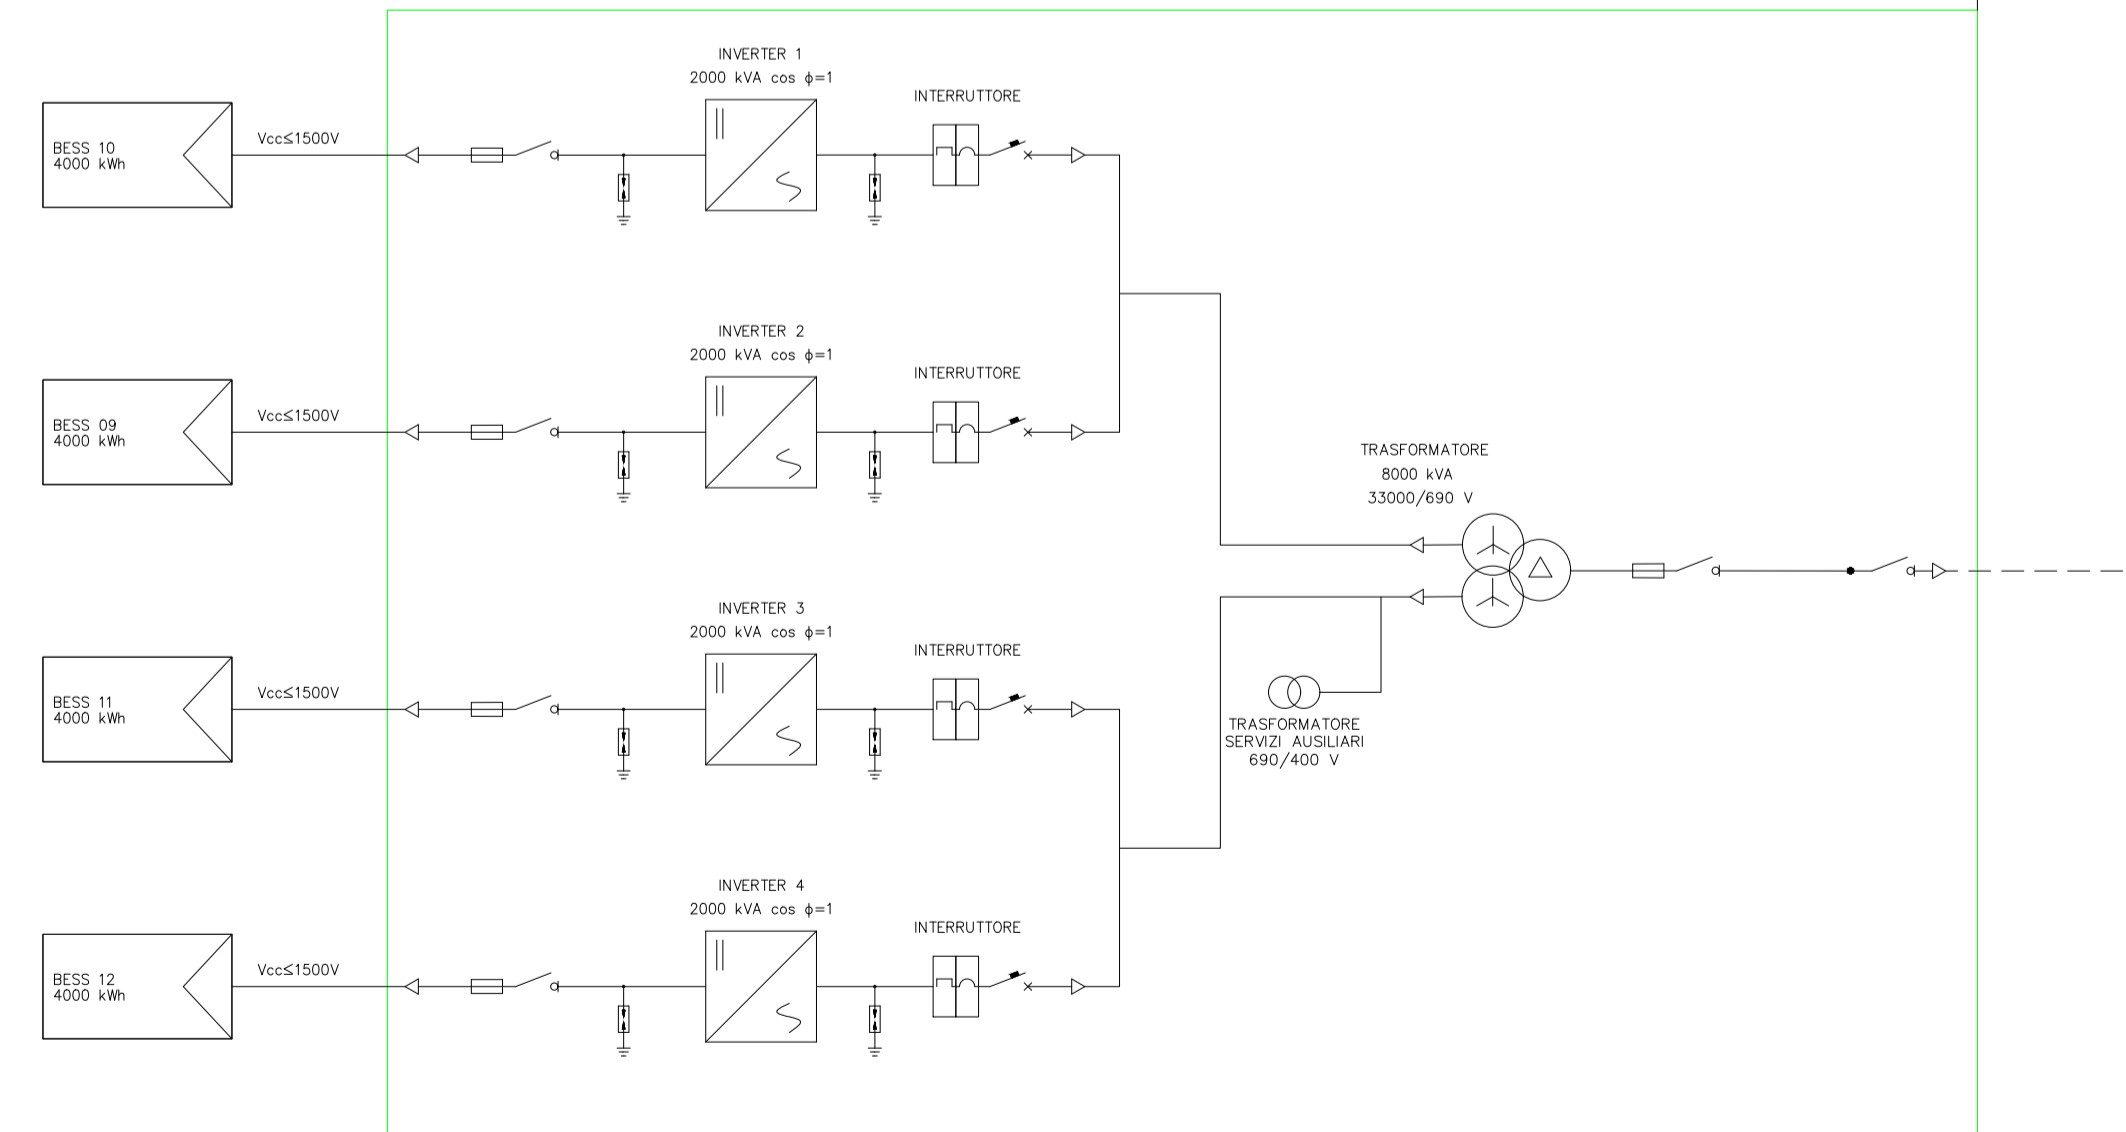 INVERTER 1
2000 kVA cos ϕ=1
INTERRUTTORE
BESS 10
4000 kWh
Vcc≤1500V
INVERTER 2
2000 kVA cos ϕ=1
INTERRUTTORE
BESS 09
4000 kWh
Vcc≤1500V
TRASFORMATORE
8000 kVA
33000/690 V
INVERTER 3
2000 kVA cos ϕ=1
INTERRUTTORE
BESS 11
4000 kWh
Vcc≤1500V
TRASFORMATORE
SERVIZI AUSILIARI
690/400 V
INVERTER 4
2000 kVA cos ϕ=1
INTERRUTTORE
BESS 12
4000 kWh
Vcc≤1500V